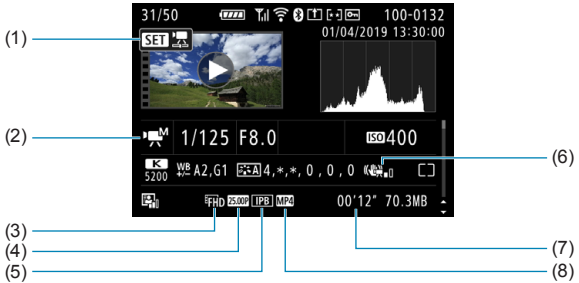 31/50 100-0132
(1) SET 01/04/2019 13:30:00
(2) M 1/125 F8.0 ISO400
K 5200 WB +/- A2,G1 A 4,*,*,0,0,0 (6)
FHD 25.00P IPB MP4 00'12" 70.3MB
(3)
(4)
(5)
(7)
(8)